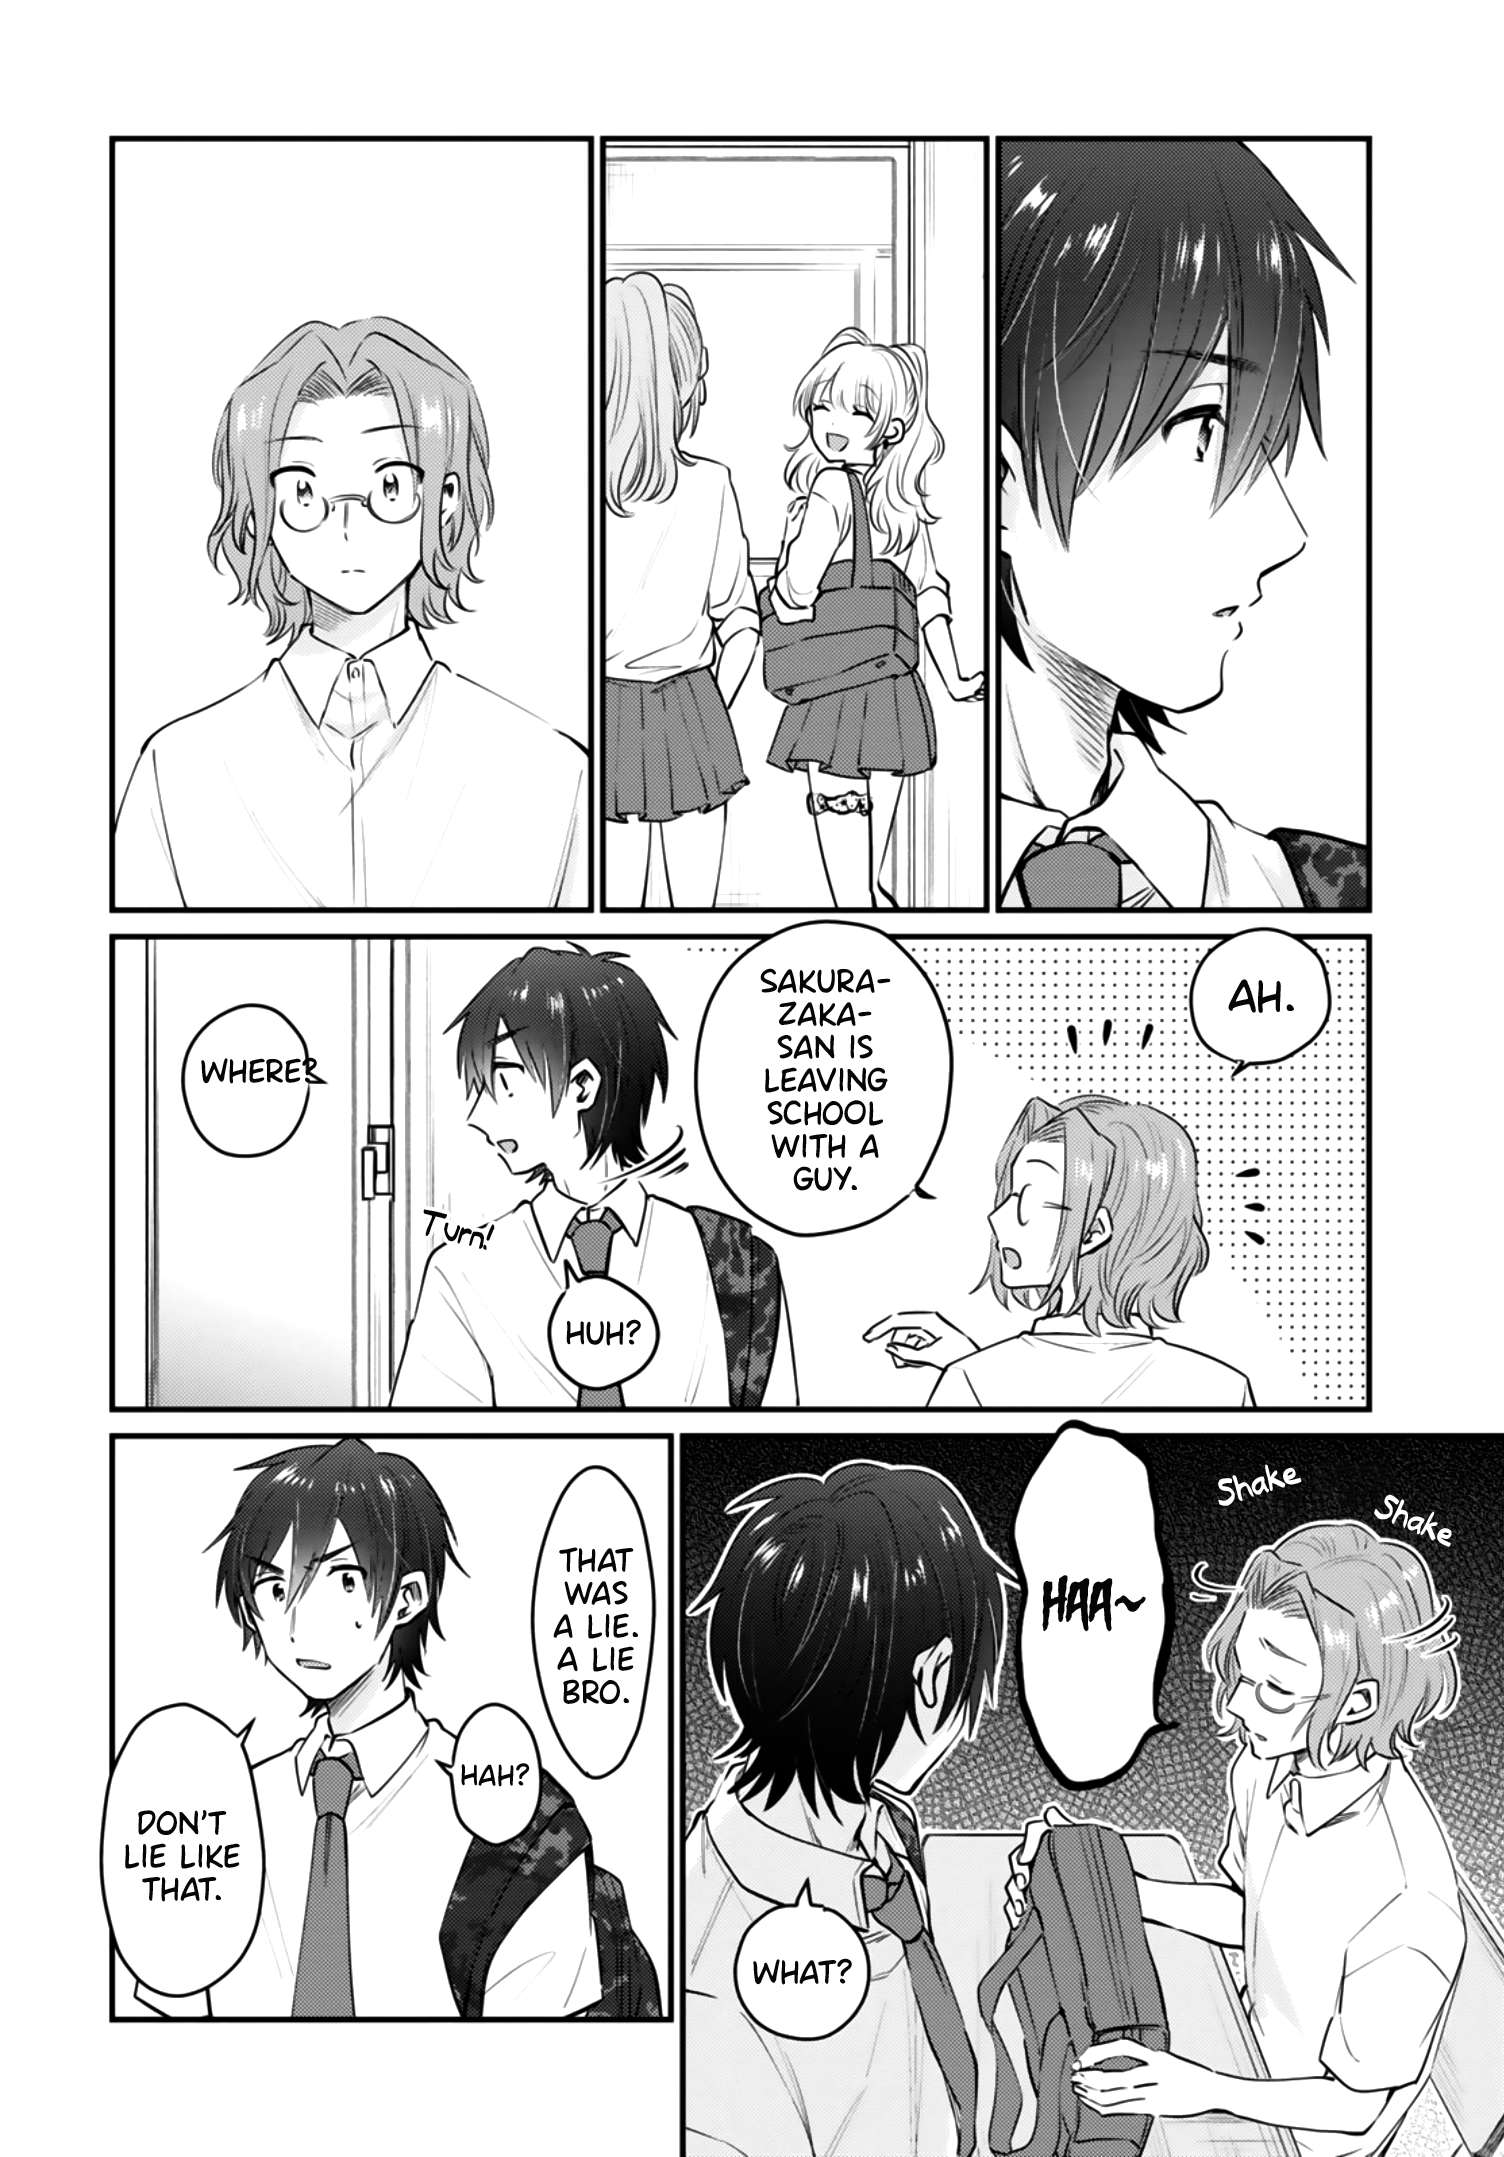 AH.
SAKURA-
ZAKA-
SAN IS
LEAVING
SCHOOL
WITH A
GUY.
Turn!
HUH?
WHERE?
Shake
Shake
HAA~
WHAT?
THAT
WAS
A LIE.
A LIE
BRO.
HAH?
DON'T
LIE LIKE
THAT.